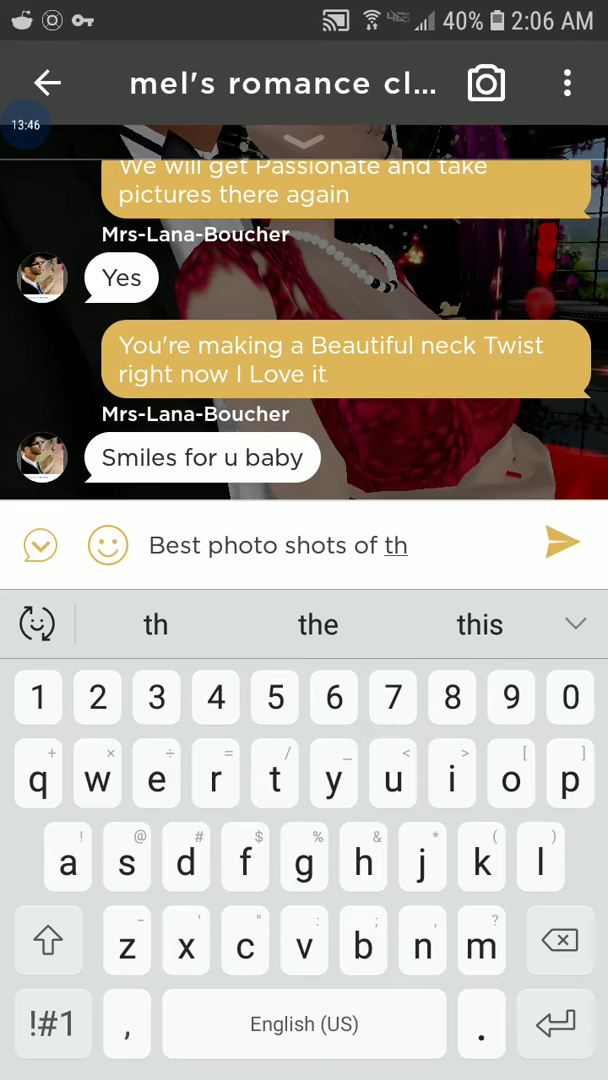 40% 2:06 AM
mel's romance cl...
13:46
We will get Passionate and take
pictures there again
Mrs-Lana-Boucher
Yes
You're making a Beautiful neck Twist
right now I Love it
Mrs-Lana-Boucher
Smiles for u baby
Best photo shots of th
th the this
1 2 3 4 5 6 7 8 9 0
+ × ÷ = / _ < > [ ]
q w e r t y u i o p
! @ # $ % & * ( )
a s d f g h j k l
- ' " : ; , ?
z x c v b n m
!#1 , English (US) .